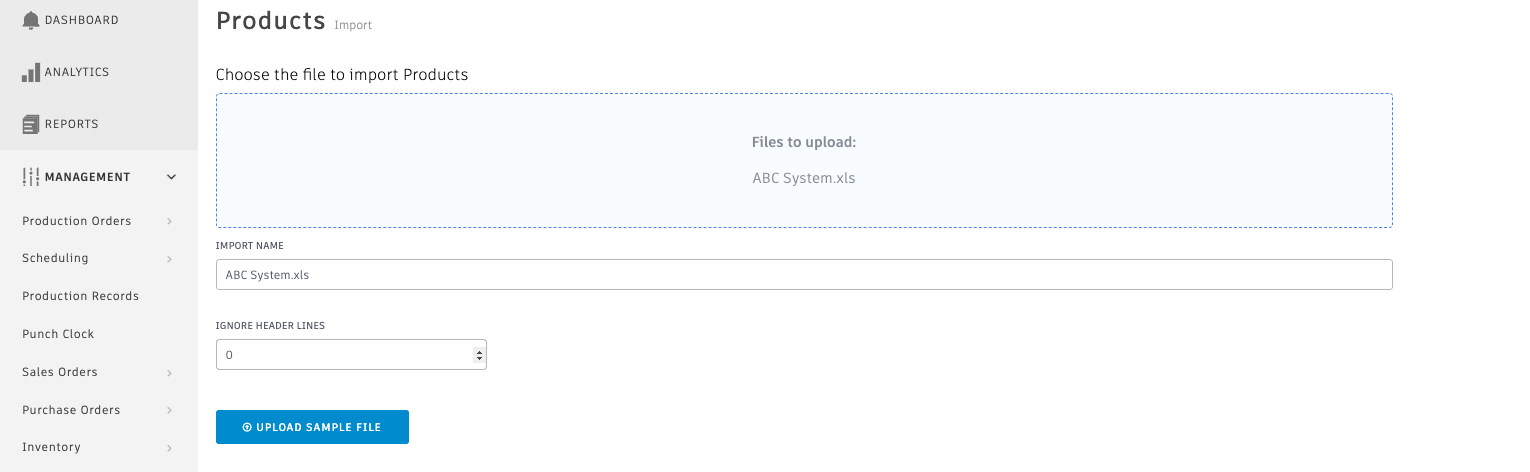 DASHBOARD
ANALYTICS
REPORTS
MANAGEMENT
Production Orders
Scheduling
Production Records
Punch Clock
Sales Orders
Purchase Orders
Inventory
Products Import
Choose the file to import Products
Files to upload:
ABC System.xls
IMPORT NAME
ABC System.xls
IGNORE HEADER LINES
0
UPLOAD SAMPLE FILE